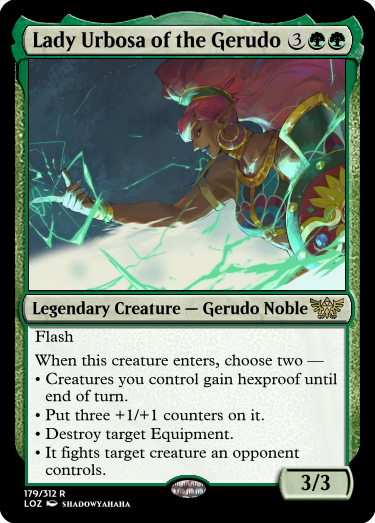 Lady Urbosa of the Gerudo 3
Legendary Creature — Gerudo Noble
Flash
When this creature enters, choose two —
• Creatures you control gain hexproof until
end of turn.
• Put three +1/+1 counters on it.
• Destroy target Equipment.
• It fights target creature an opponent
controls.
3/3
179/312 R
LOZ SHADOWYAHAHA